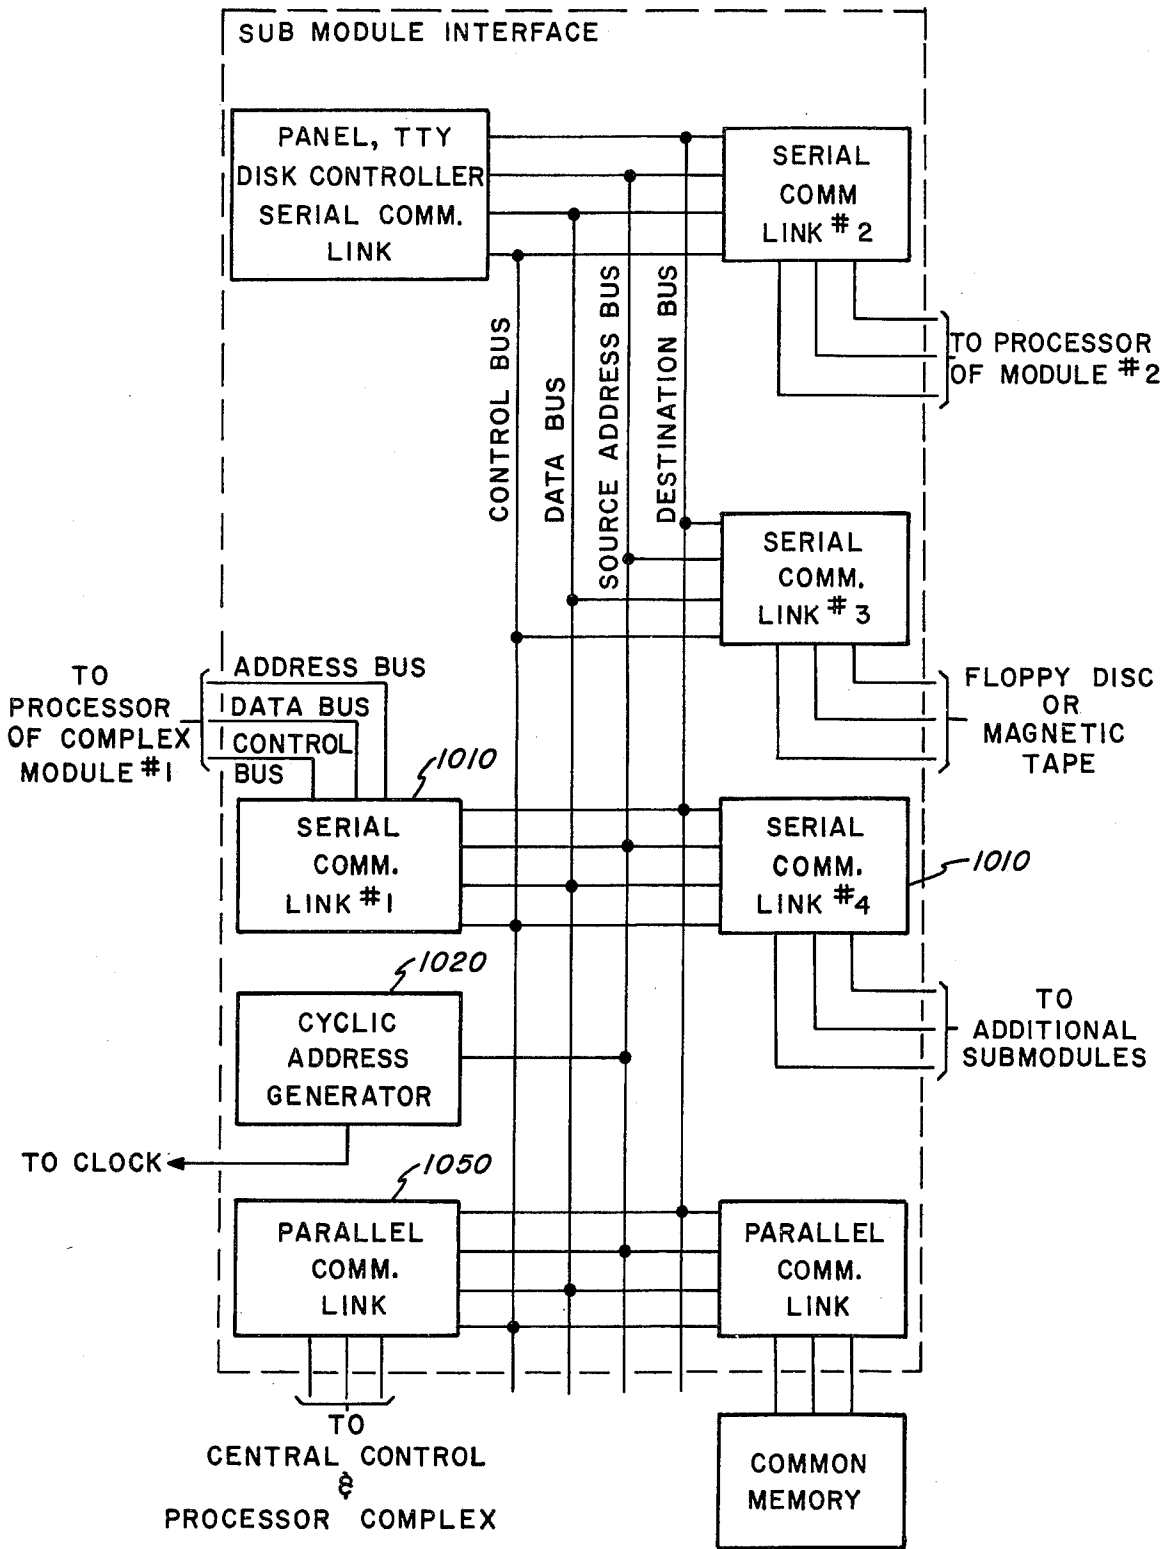 SUB MODULE INTERFACE
PANEL, TTY
DISK CONTROLLER
SERIAL COMM.
LINK
SERIAL
COMM
LINK #2
CONTROL BUS
DATA BUS
SOURCE ADDRESS BUS
DESTINATION BUS
TO PROCESSOR
OF MODULE #2
SERIAL
COMM.
LINK #3
TO
PROCESSOR
OF COMPLEX
MODULE #1
ADDRESS BUS
DATA BUS
CONTROL
BUS
FLOPPY DISC
OR
MAGNETIC
TAPE
1010
SERIAL
COMM.
LINK #1
SERIAL
COMM.
LINK #4
1010
1020
CYCLIC
ADDRESS
GENERATOR
TO
ADDITIONAL
SUBMODULES
TO CLOCK
1050
PARALLEL
COMM.
LINK
PARALLEL
COMM.
LINK
TO
CENTRAL CONTROL
&
PROCESSOR COMPLEX
COMMON
MEMORY